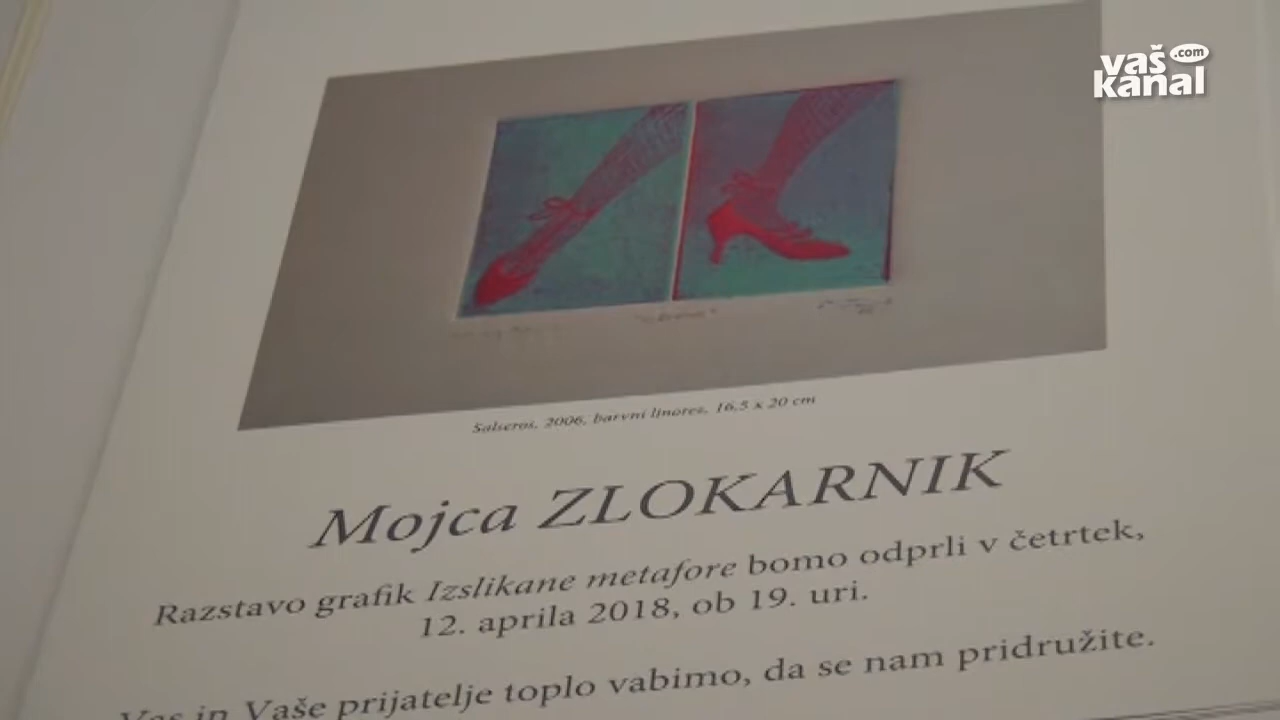 vaš .com
kanal
Salseros, 2006, barvni linorez, 16,5 x 20 cm
Mojca ZLOKARNIK
Razstavo grafik Izslikane metafore bomo odprli v četrtek,
12. aprila 2018, ob 19. uri.
Vas in Vaše prijatelje toplo vabimo, da se nam pridružite.